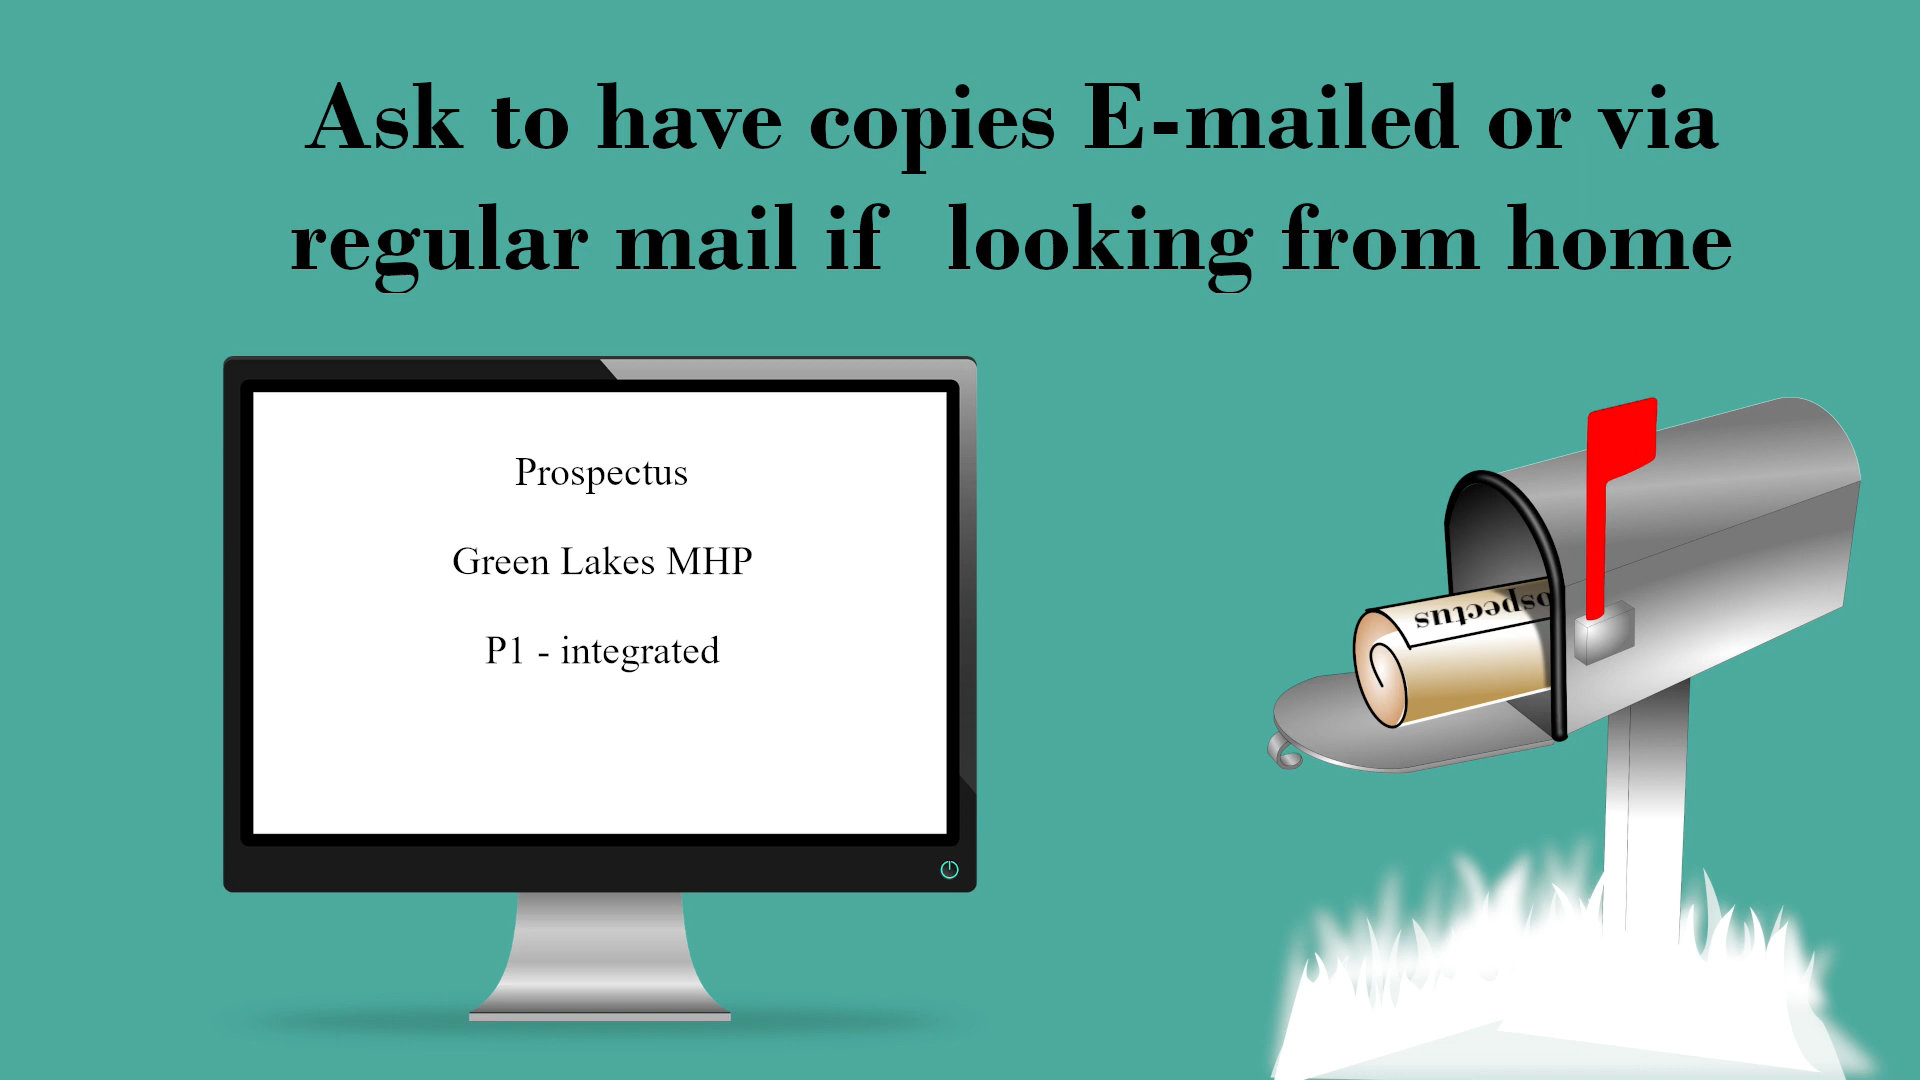 Ask to have copies E-mailed or via
regular mail if looking from home
Prospectus
Green Lakes MHP
P1 - integrated
ospectus